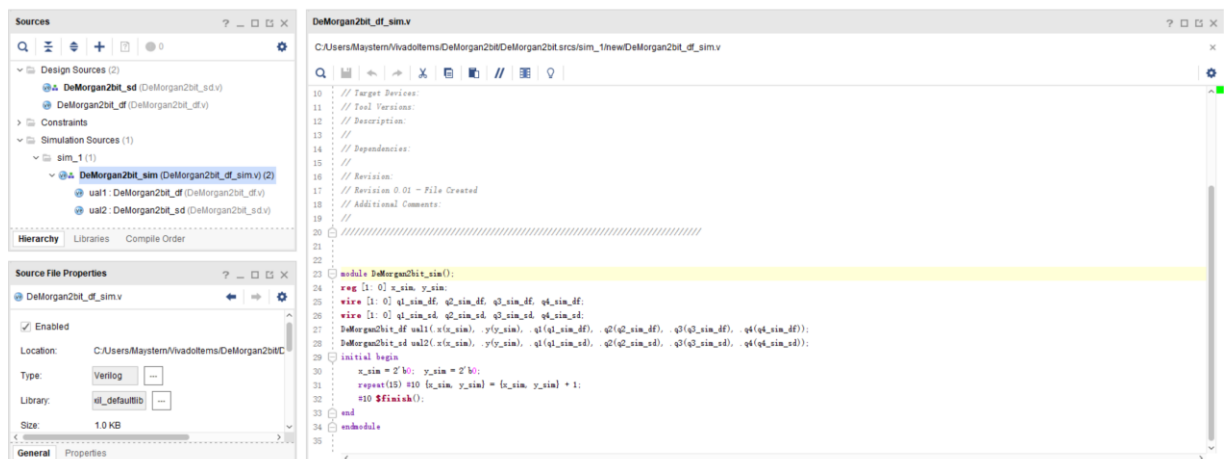 Sources
? _ □ ×
0
Design Sources (2)
DeMorgan2bit_sd (DeMorgan2bit_sd.v)
DeMorgan2bit_df (DeMorgan2bit_df.v)
Constraints
Simulation Sources (1)
sim_1 (1)
DeMorgan2bit_sim (DeMorgan2bit_df_sim.v) (2)
ual1 : DeMorgan2bit_df (DeMorgan2bit_df.v)
ual2 : DeMorgan2bit_sd (DeMorgan2bit_sd.v)
Hierarchy Libraries Compile Order
Source File Properties
DeMorgan2bit_df_sim.v
Enabled
Location: C:/Users/Maystern/VivadoItems/DeMorgan2bit/D
Type: Verilog ...
Library: xil_defaultlib ...
Size: 1.0 KB
General Properties
DeMorgan2bit_df_sim.v
C:/Users/Maystern/VivadoItems/DeMorgan2bit/DeMorgan2bit.srcs/sim_1/new/DeMorgan2bit_df_sim.v
10 // Target Devices:
11 // Tool Versions:
12 // Description:
13 //
14 // Dependencies:
15 //
16 // Revision:
17 // Revision 0.01 - File Created
18 // Additional Comments:
19 //
20 //////////////////////////////////////////////////////////////////////////////////
21
22
23 module DeMorgan2bit_sim();
24 reg [1: 0] x_sim, y_sim;
25 wire [1: 0] q1_sim_df, q2_sim_df, q3_sim_df, q4_sim_df;
26 wire [1: 0] q1_sim_sd, q2_sim_sd, q3_sim_sd, q4_sim_sd;
27 DeMorgan2bit_df ual1(.x(x_sim), .y(y_sim), .q1(q1_sim_df), .q2(q2_sim_df), .q3(q3_sim_df), .q4(q4_sim_df));
28 DeMorgan2bit_sd ual2(.x(x_sim), .y(y_sim), .q1(q1_sim_sd), .q2(q2_sim_sd), .q3(q3_sim_sd), .q4(q4_sim_sd));
29 initial begin
30 x_sim = 2'b0; y_sim = 2'b0;
31 repeat(15) #10 {x_sim, y_sim} = {x_sim, y_sim} + 1;
32 #10 $finish();
33 end
34 endmodule
35